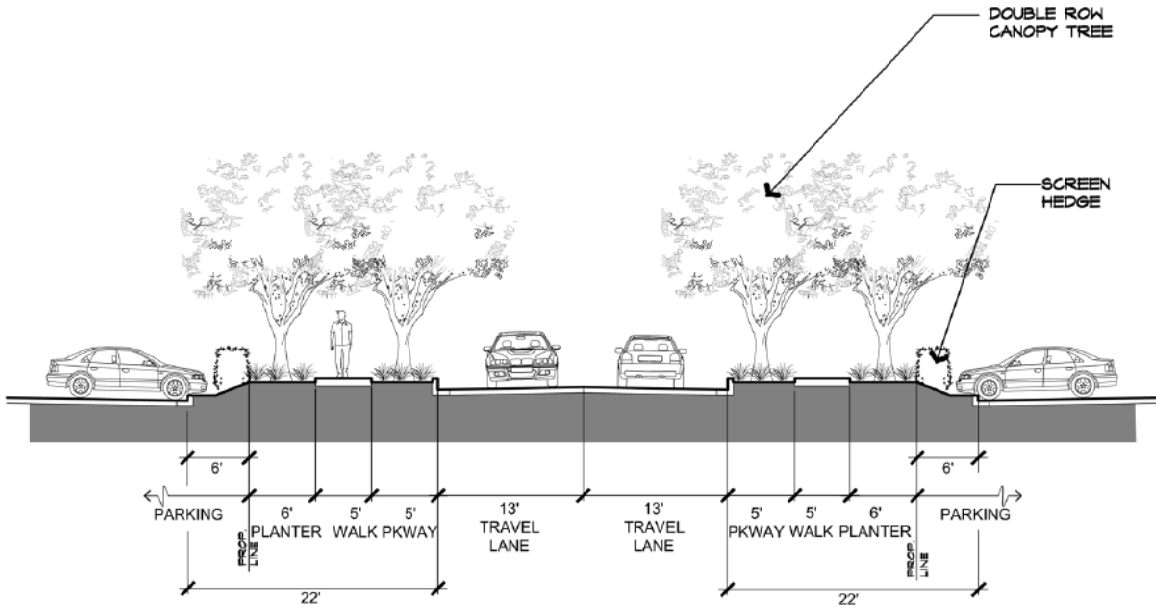 DOUBLE ROW
CANOPY TREE
SCREEN
HEDGE
6'
6'
PARKING
6'
PLANTER
5'
WALK
5'
PKWAY
13'
TRAVEL
LANE
13'
TRAVEL
LANE
5'
PKWAY
5'
WALK
6'
PLANTER
PARKING
PROP.
LINE
PROP.
LINE
22'
22'